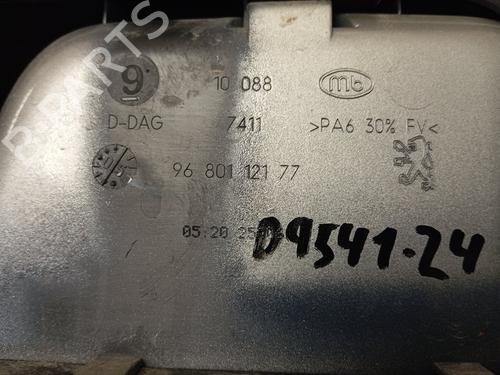 9 10 088 mb
D-DAG 7411 >PA6 30% FV<
96 801 121 77
05.20 25
D9541-24
PARTS